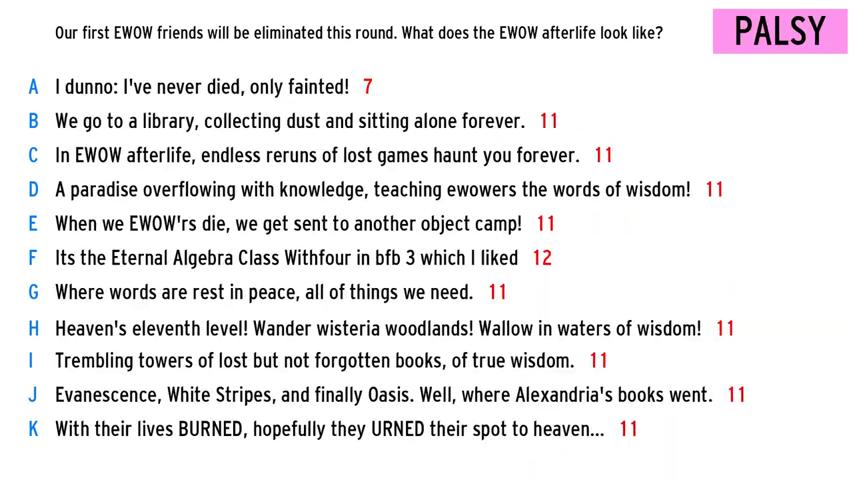 Our first EWOW friends will be eliminated this round. What does the EWOW afterlife look like?
PALSY
A I dunno: I've never died, only fainted! 7
B We go to a library, collecting dust and sitting alone forever. 11
C In EWOW afterlife, endless reruns of lost games haunt you forever. 11
D A paradise overflowing with knowledge, teaching ewowers the words of wisdom! 11
E When we EWOW'rs die, we get sent to another object camp! 11
F Its the Eternal Algebra Class Withfour in bfb 3 which I liked 12
G Where words are rest in peace, all of things we need. 11
H Heaven's eleventh level! Wander wisteria woodlands! Wallow in waters of wisdom! 11
I Trembling towers of lost but not forgotten books, of true wisdom. 11
J Evanescence, White Stripes, and finally Oasis. Well, where Alexandria's books went. 11
K With their lives BURNED, hopefully they URNED their spot to heaven... 11